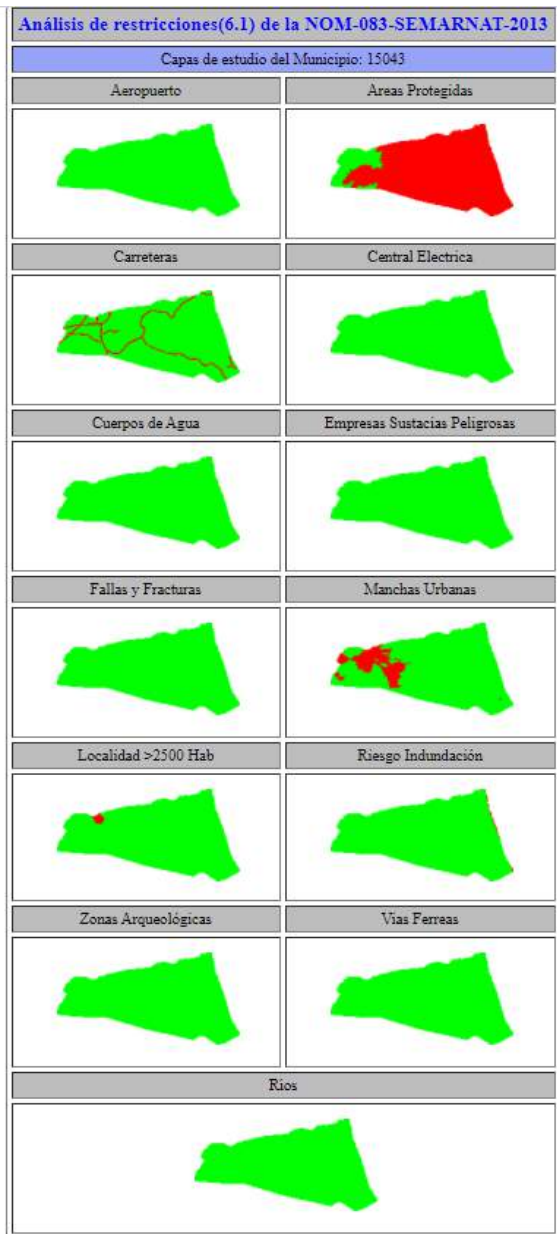 Análisis de restricciones(6.1) de la NOM-083-SEMARNAT-2013
Capas de estudio del Municipio: 15043
Aeropuerto
Areas Protegidas
Carreteras
Central Electrica
Cuerpos de Agua
Empresas Sustacias Peligrosas
Fallas y Fracturas
Manchas Urbanas
Localidad >2500 Hab
Riesgo Indundación
Zonas Arqueológicas
Vias Ferreas
Rios